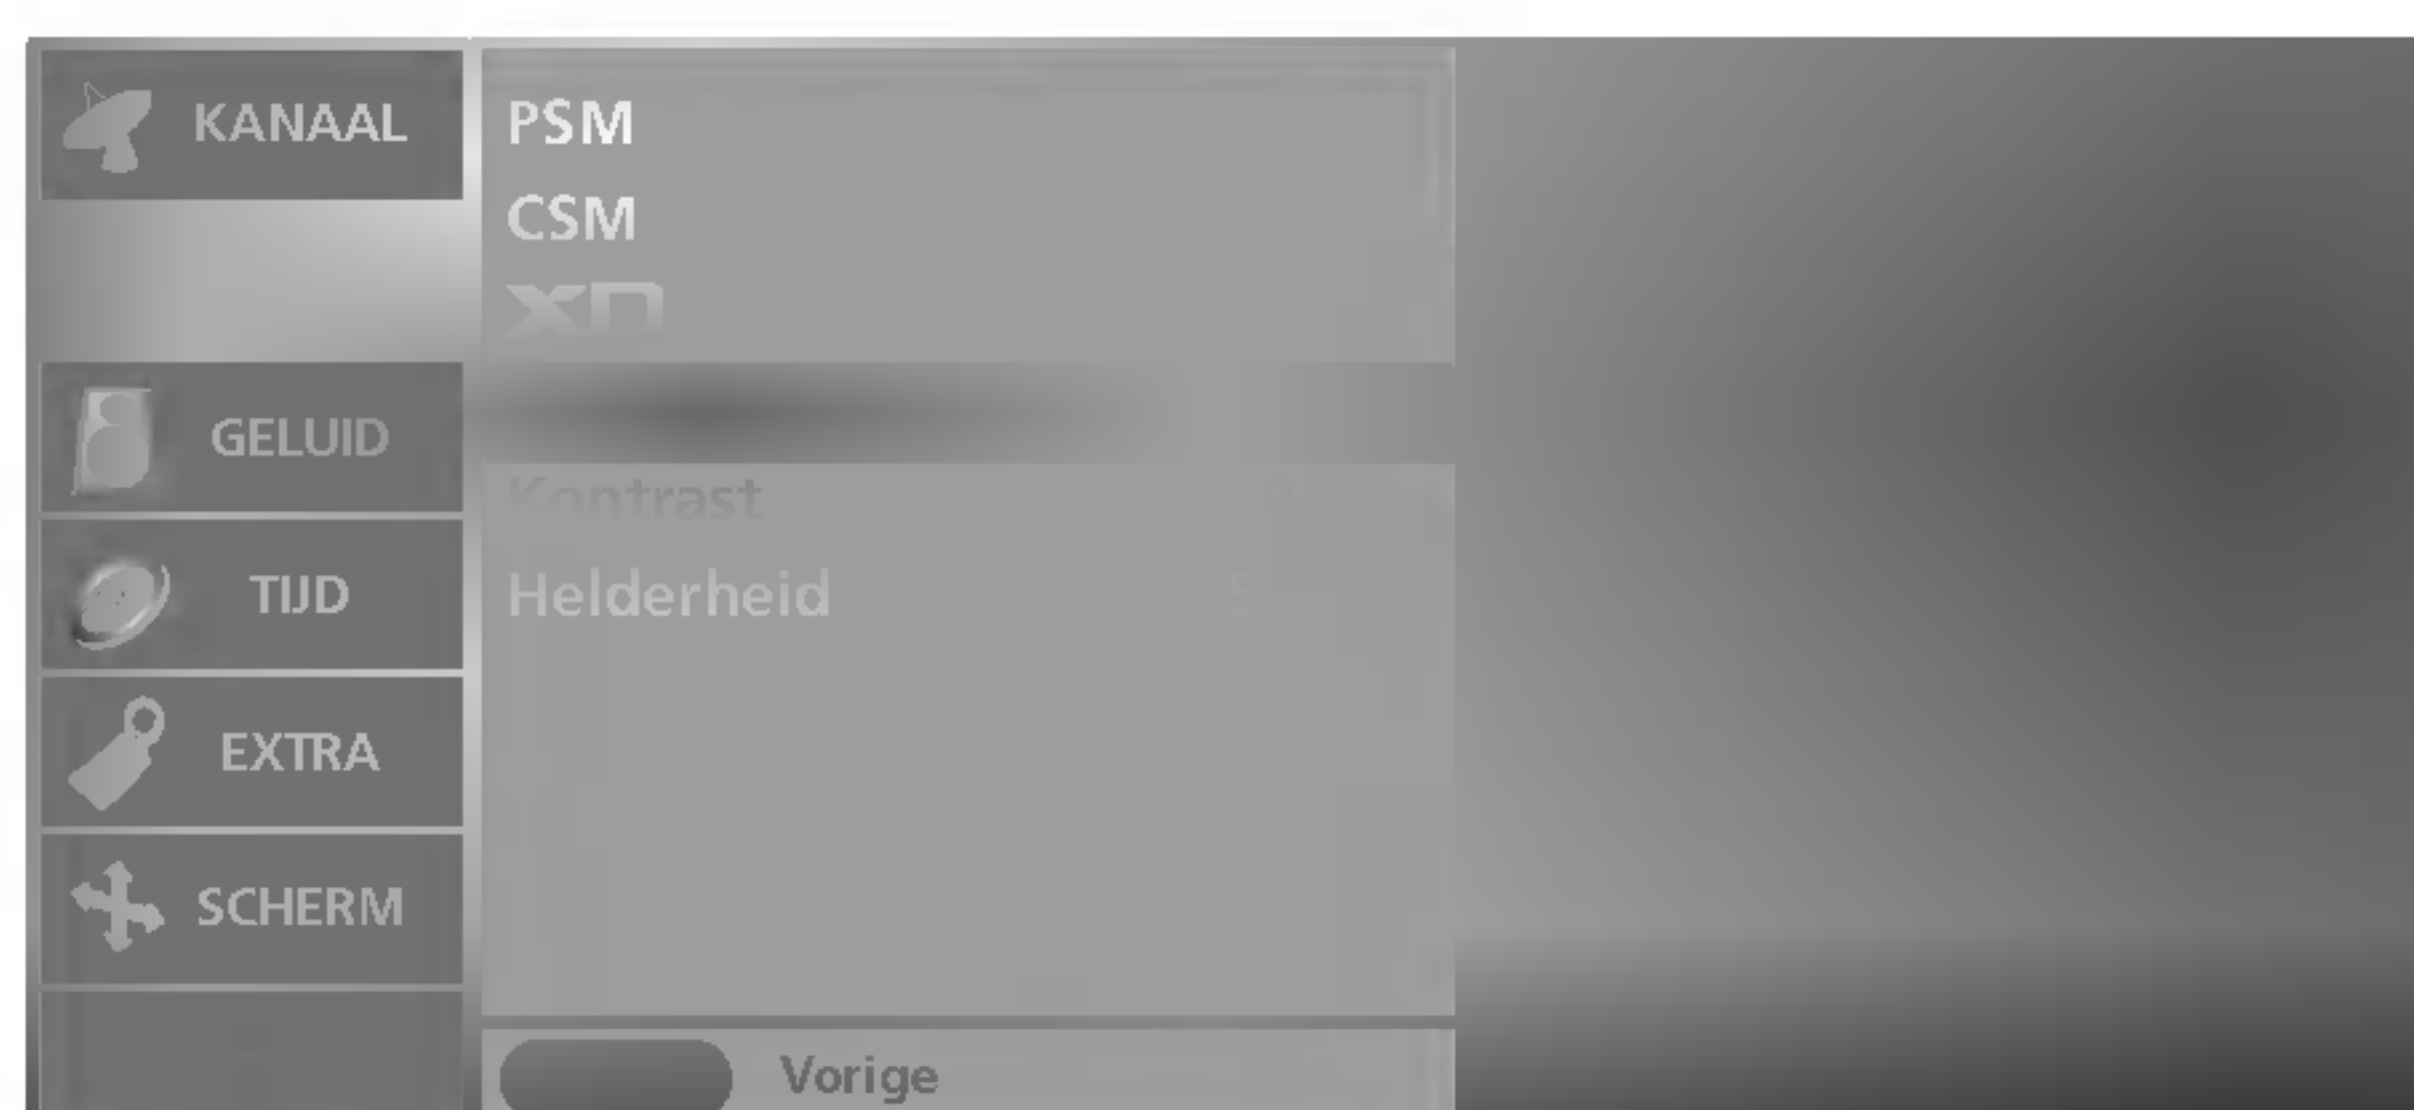 KANAAL
GELUID
TIJD
EXTRA
SCHERM
PSM
CSM
XD
Kontrast
Helderheid
Vorige